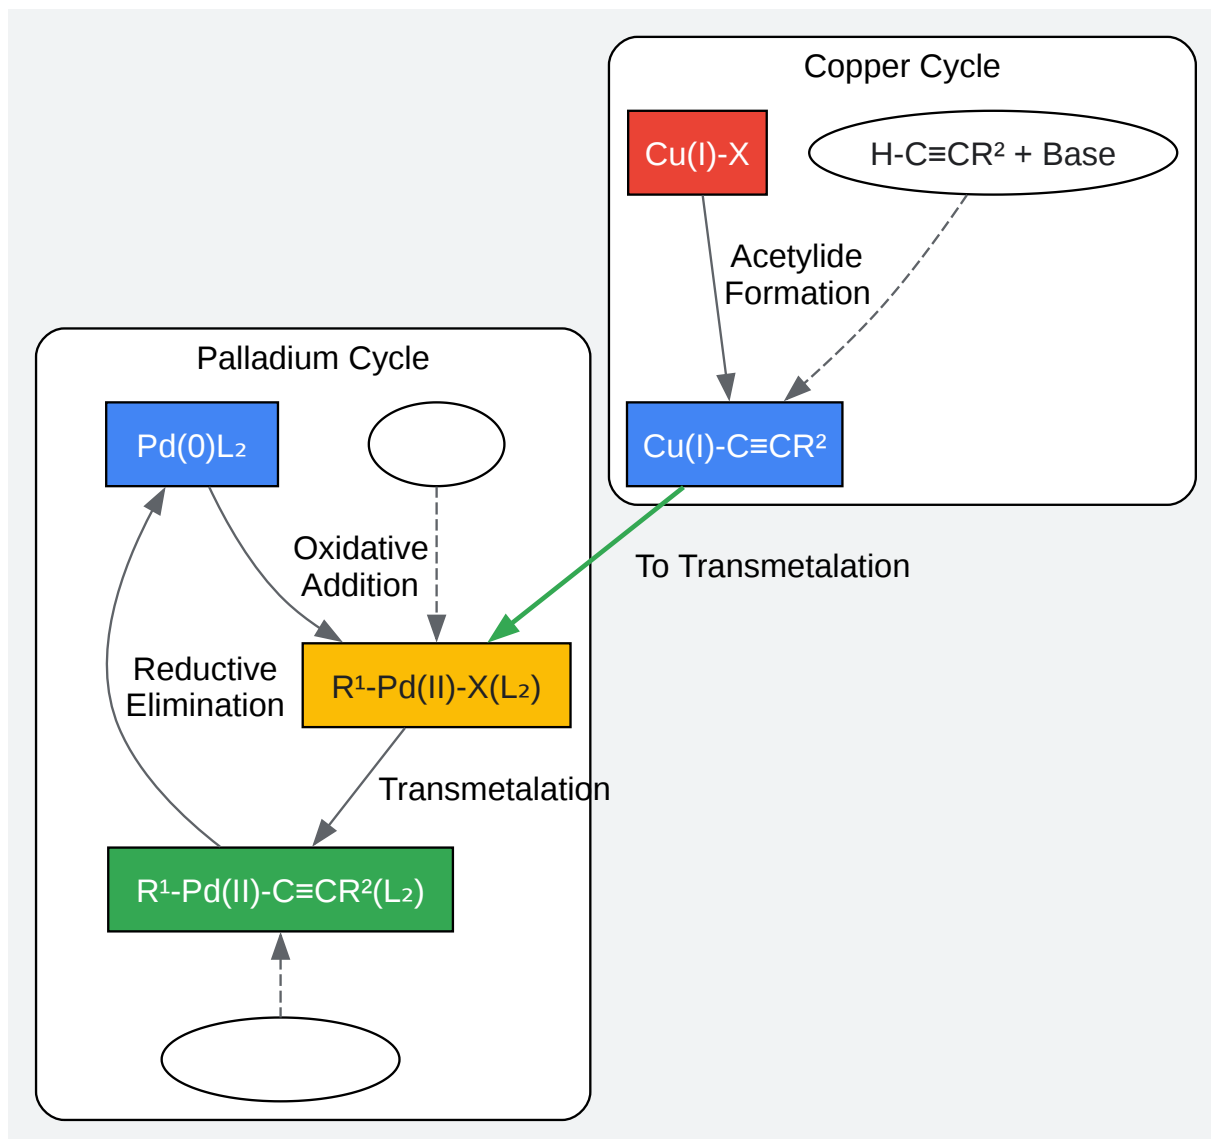 Copper Cycle
Cu(I)-X
H-C≡CR² + Base
Acetylide
Formation
Cu(I)-C≡CR²
To Transmetalation
Palladium Cycle
Pd(0)L₂
Oxidative
Addition
Reductive
Elimination
R¹-Pd(II)-X(L₂)
Transmetalation
R¹-Pd(II)-C≡CR²(L₂)